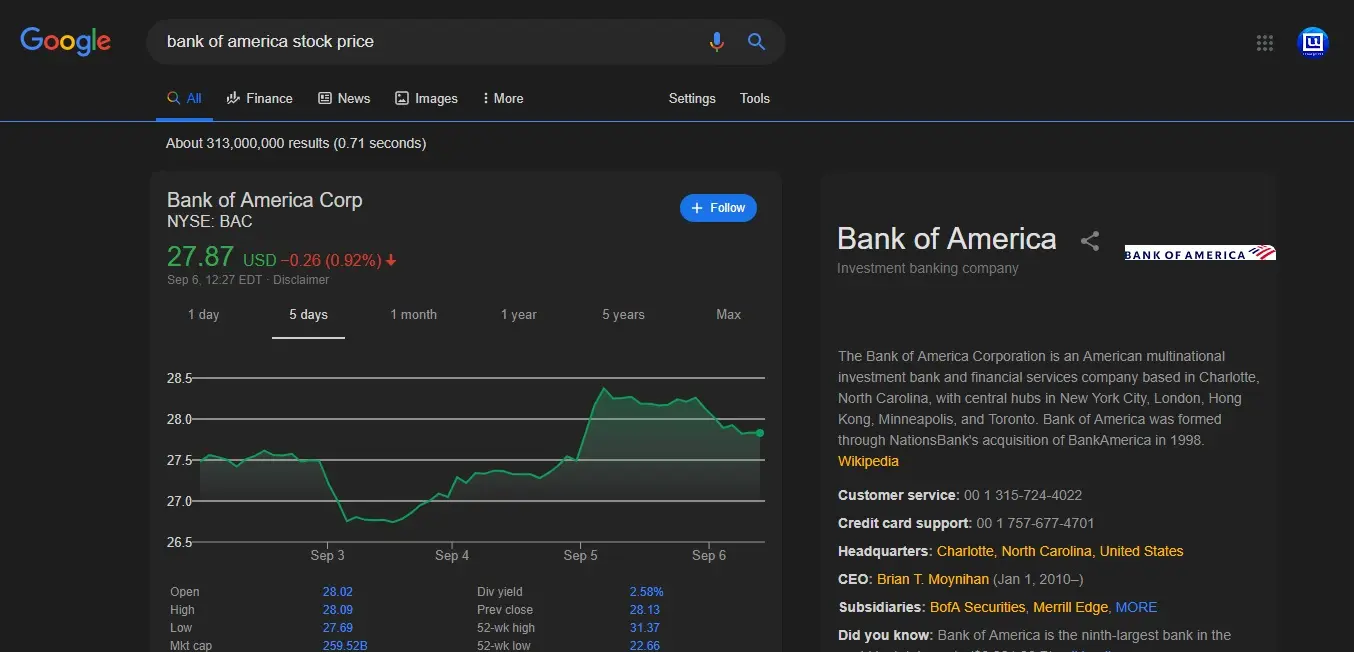 Google
bank of america stock price
All Finance News Images More Settings Tools
About 313,000,000 results (0.71 seconds)
Bank of America Corp
NYSE: BAC
Follow
27.87 USD −0.26 (0.92%)
Sep 6, 12:27 EDT · Disclaimer
1 day 5 days 1 month 1 year 5 years Max
28.5
28.0
27.5
27.0
26.5
Sep 3 Sep 4 Sep 5 Sep 6
Open 28.02 Div yield 2.58%
High 28.09 Prev close 28.13
Low 27.69 52-wk high 31.37
Mkt cap 259.52B 52-wk low 22.66
Bank of America
BANK OF AMERICA
Investment banking company
The Bank of America Corporation is an American multinational
investment bank and financial services company based in Charlotte,
North Carolina, with central hubs in New York City, London, Hong
Kong, Minneapolis, and Toronto. Bank of America was formed
through NationsBank's acquisition of BankAmerica in 1998.
Wikipedia
Customer service: 00 1 315-724-4022
Credit card support: 00 1 757-677-4701
Headquarters: Charlotte, North Carolina, United States
CEO: Brian T. Moynihan (Jan 1, 2010–)
Subsidiaries: BofA Securities, Merrill Edge, MORE
Did you know: Bank of America is the ninth-largest bank in the